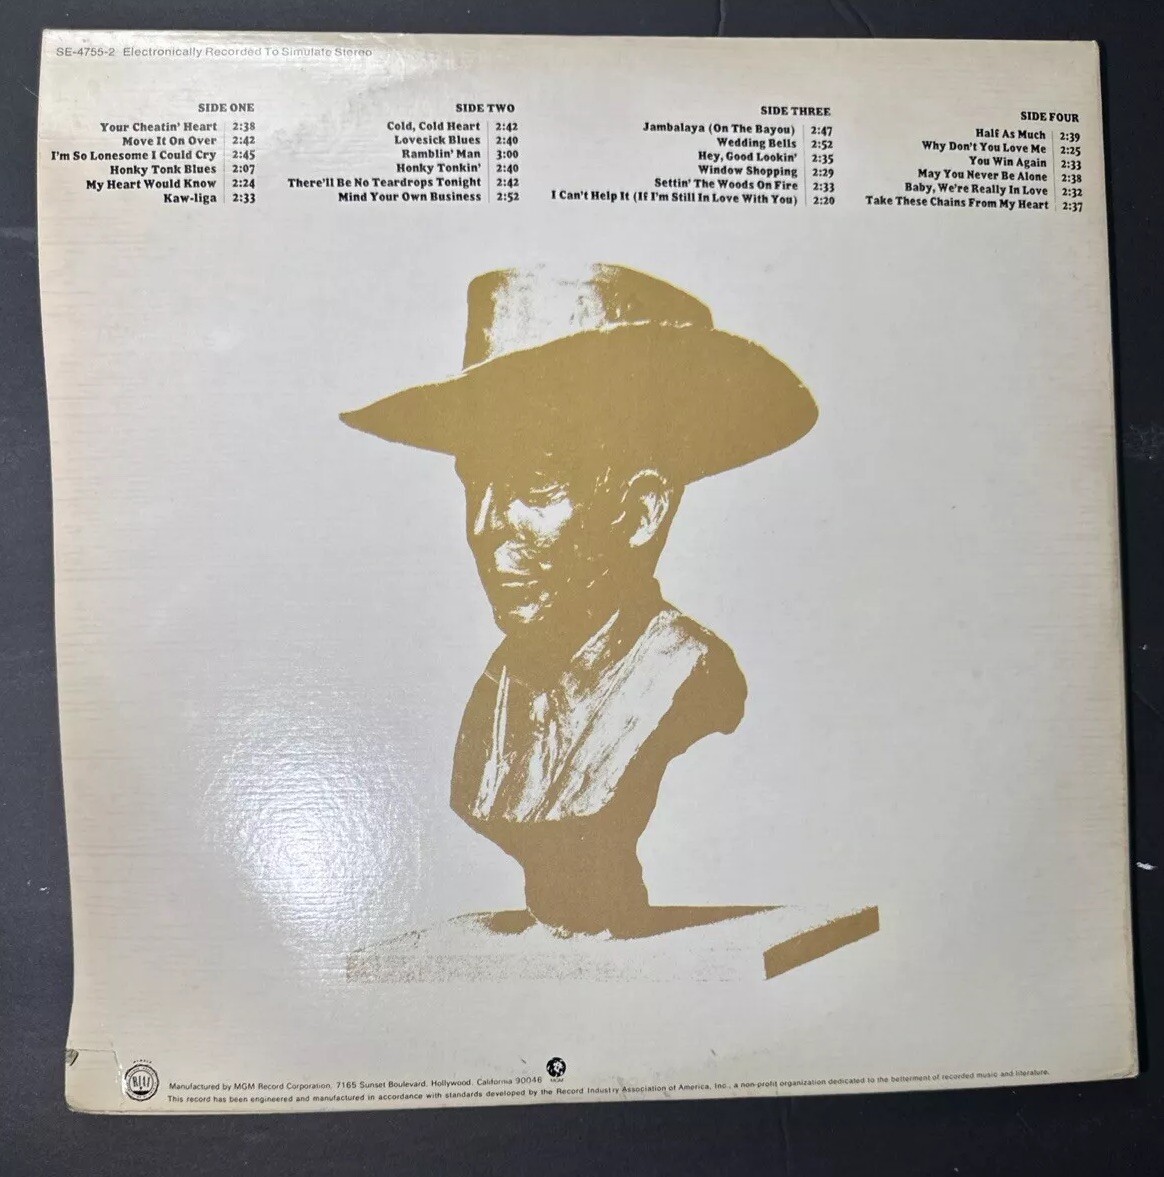 SE-4755-2 Electronically Recorded To Simulate Stereo
SIDE ONE
Your Cheatin' Heart 2:38
Move It On Over 2:42
I'm So Lonesome I Could Cry 2:45
Honky Tonk Blues 2:07
My Heart Would Know 2:24
Kaw-liga 2:33
SIDE TWO
Cold, Cold Heart 2:42
Lovesick Blues 2:40
Ramblin' Man 3:00
Honky Tonkin' 2:40
There'll Be No Teardrops Tonight 2:42
Mind Your Own Business 2:52
SIDE THREE
Jambalaya (On The Bayou) 2:47
Wedding Bells 2:52
Hey, Good Lookin' 2:35
Window Shopping 2:29
Settin' The Woods On Fire 2:33
I Can't Help It (If I'm Still In Love With You) 2:20
SIDE FOUR
Half As Much 2:39
Why Don't You Love Me 2:25
You Win Again 2:33
May You Never Be Alone 2:38
Baby, We're Really In Love 2:32
Take These Chains From My Heart 2:37
RIAA
MGM
Manufactured by MGM Record Corporation, 7165 Sunset Boulevard, Hollywood, California 90046
This record has been engineered and manufactured in accordance with standards developed by the Record Industry Association of America, Inc., a non-profit organization dedicated to the betterment of recorded music and literature.